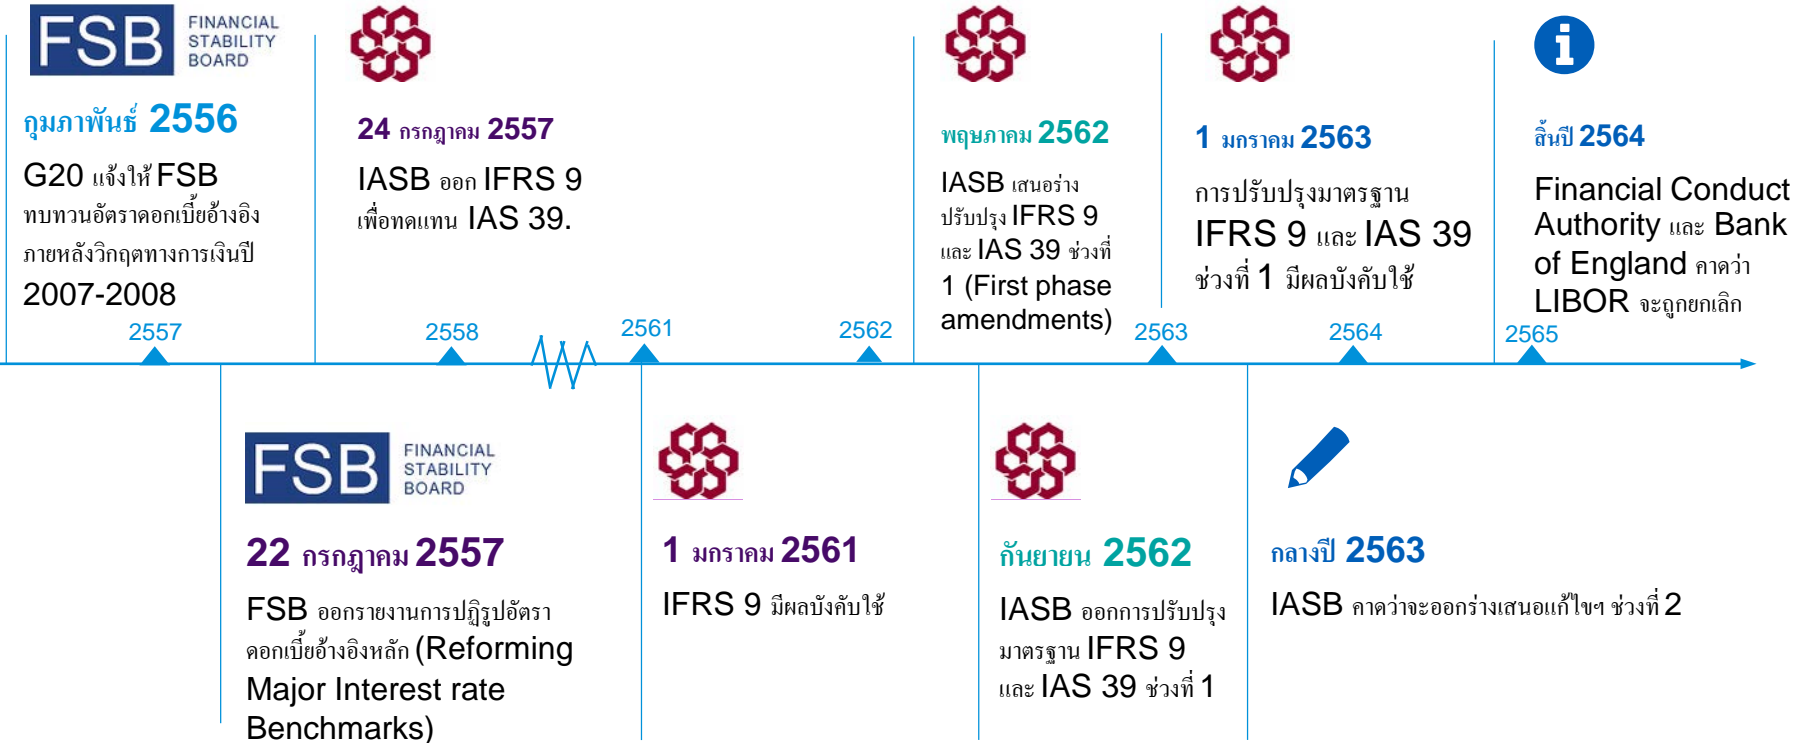 FSB FINANCIAL
STABILITY
BOARD
กุมภาพันธ์ 2556
G20 แจ้งให้ FSB
ทบทวนอัตราดอกเบี้ยอ้างอิง
ภายหลังวิกฤตทางการเงินปี
2007-2008
24 กรกฎาคม 2557
IASB ออก IFRS 9
เพื่อทดแทน IAS 39.
พฤษภาคม 2562
IASB เสนอร่าง
ปรับปรุง IFRS 9
และ IAS 39 ช่วงที่
1 (First phase
amendments)
1 มกราคม 2563
การปรับปรุงมาตรฐาน
IFRS 9 และ IAS 39
ช่วงที่ 1 มีผลบังคับใช้
สิ้นปี 2564
Financial Conduct
Authority และ Bank
of England คาดว่า
LIBOR จะถูกยกเลิก
2557
2558
2561
2562
2563
2564
2565
FSB FINANCIAL
STABILITY
BOARD
22 กรกฎาคม 2557
FSB ออกรายงานการปฏิรูปอัตรา
ดอกเบี้ยอ้างอิงหลัก (Reforming
Major Interest rate
Benchmarks)
1 มกราคม 2561
IFRS 9 มีผลบังคับใช้
กันยายน 2562
IASB ออกการปรับปรุง
มาตรฐาน IFRS 9
และ IAS 39 ช่วงที่ 1
กลางปี 2563
IASB คาดว่าจะออกร่างเสนอแก้ไขฯ ช่วงที่ 2